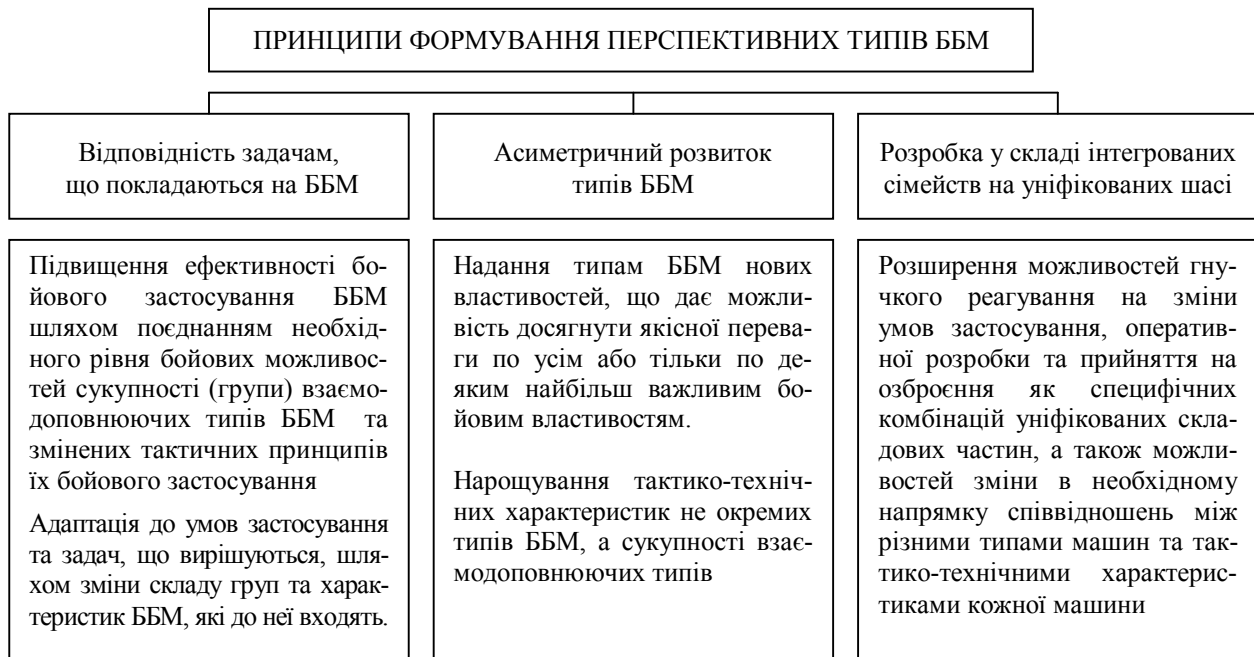 ПРИНЦИПИ ФОРМУВАННЯ ПЕРСПЕКТИВНИХ ТИПІВ ББМ
Відповідність задачам,
що покладаються на ББМ
Асиметричний розвиток
типів ББМ
Розробка у складі інтегрованих
сімейств на уніфікованих шасі
Підвищення ефективності бо-
йового застосування ББМ
шляхом поєднанням необхід-
ного рівня бойових можливос-
тей сукупності (групи) взаємо-
доповнюючих типів ББМ та
змінених тактичних принципів
їх бойового застосування
Адаптація до умов застосування
та задач, що вирішуються, шля-
хом зміни складу груп та харак-
теристик ББМ, які до неї входять.
Надання типам ББМ нових
властивостей, що дає можли-
вість досягнути якісної перева-
ги по усім або тільки по де-
яким найбільш важливим бо-
йовим властивостям.
Нарощування тактико-техніч-
них характеристик не окремих
типів ББМ, а сукупності взає-
модоповнюючих типів
Розширення можливостей гну-
чкого реагування на зміни
умов застосування, оператив-
ної розробки та прийняття на
озброєння як специфічних
комбінацій уніфікованих скла-
дових частин, а також можли-
востей зміни в необхідному
напрямку співвідношень між
різними типами машин та так-
тико-технічними характерис-
тиками кожної машини